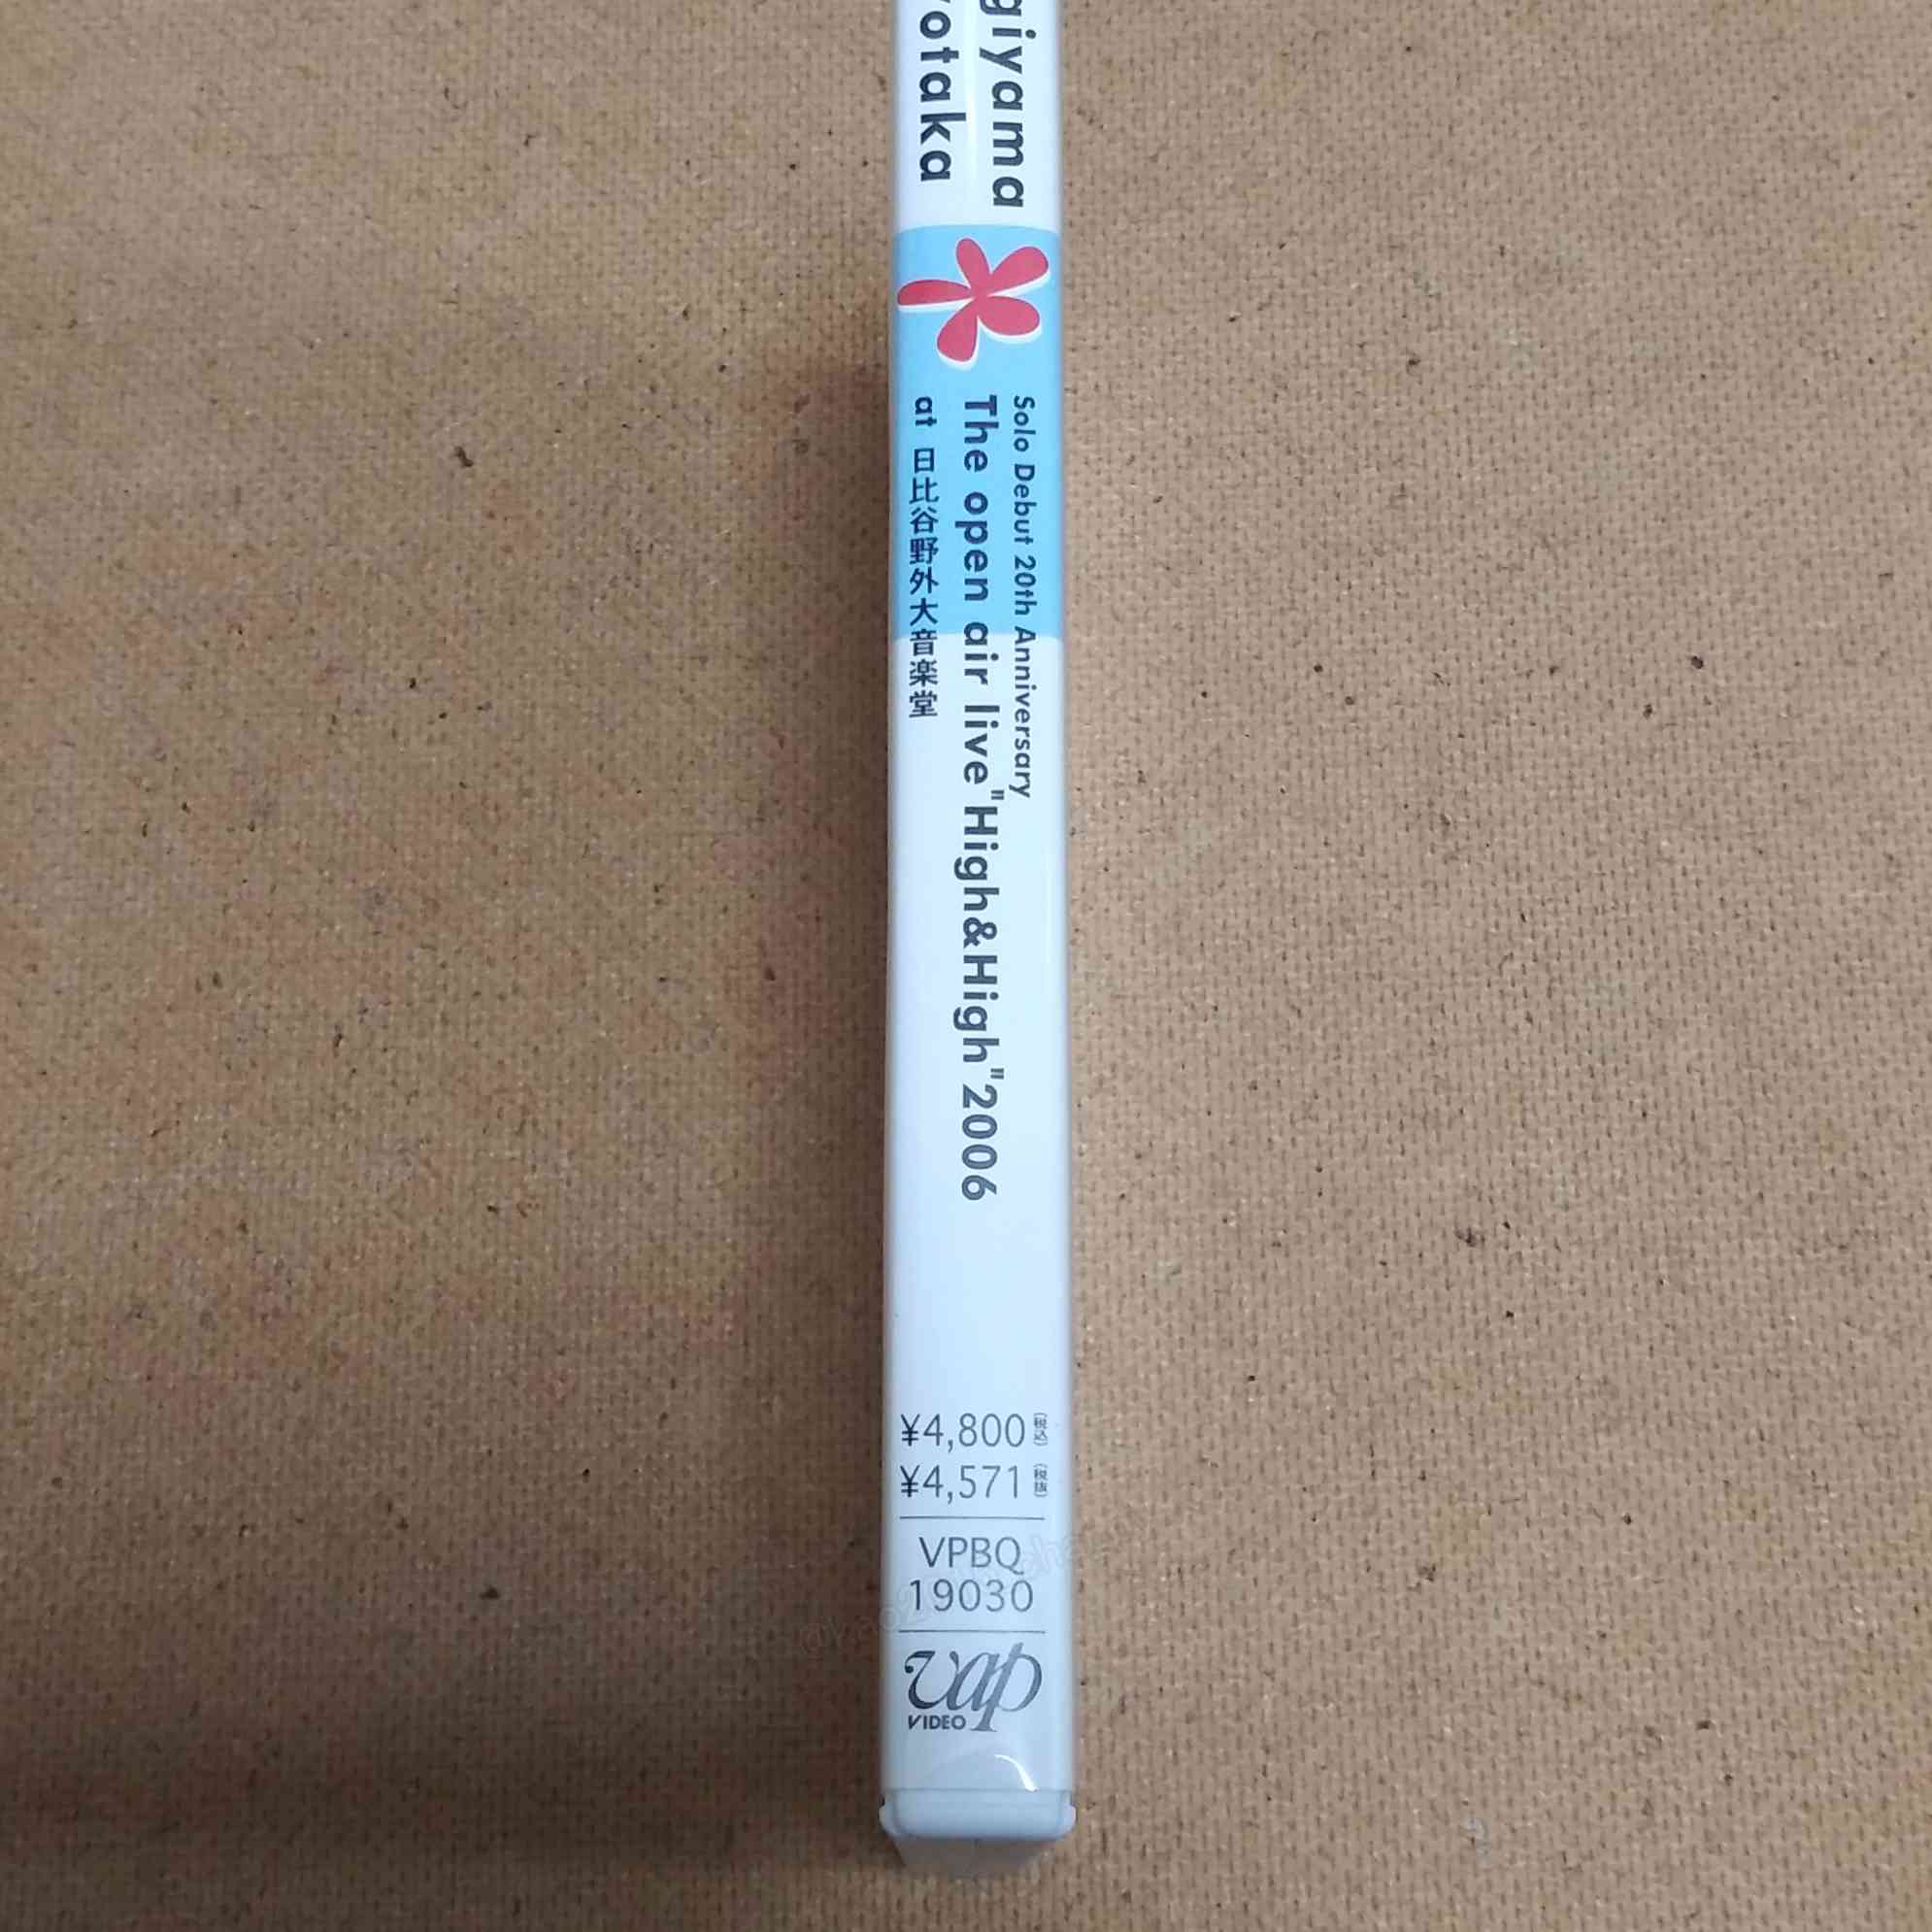 giyama
otaka
Solo Debut 20th Anniversary
The open air live "High&High" 2006
at 日比谷野外大音楽堂
¥4,800(税込)
¥4,571(税抜)
VPBQ
19030
vap
VIDEO